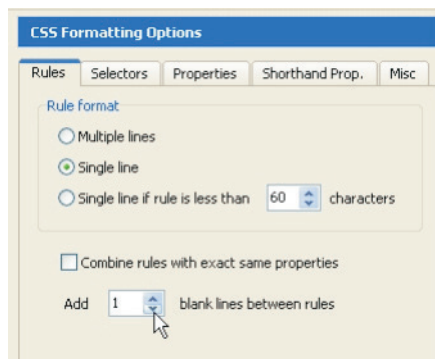 CSS Formatting Options
Rules Selectors Properties Shorthand Prop. Misc
Rule format
Multiple lines
Single line
Single line if rule is less than 60 characters
Combine rules with exact same properties
Add 1 blank lines between rules